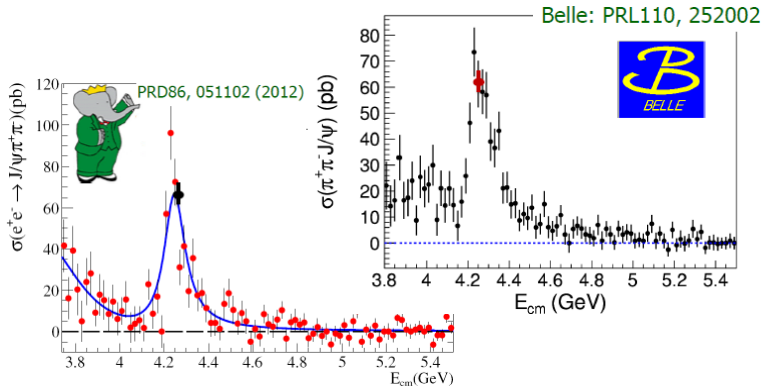 PRD86, 051102 (2012)
σ(e⁺e⁻ → J/ψπ⁺π⁻)(pb)
120
100
80
60
40
20
0
3.8 4 4.2 4.4 4.6 4.8 5 5.2 5.4
E_cm(GeV)
Belle: PRL110, 252002
B
BELLE
σ(π⁺π⁻J/ψ) (pb)
80
70
60
50
40
30
20
10
0
3.8 4 4.2 4.4 4.6 4.8 5 5.2 5.4
E_cm (GeV)